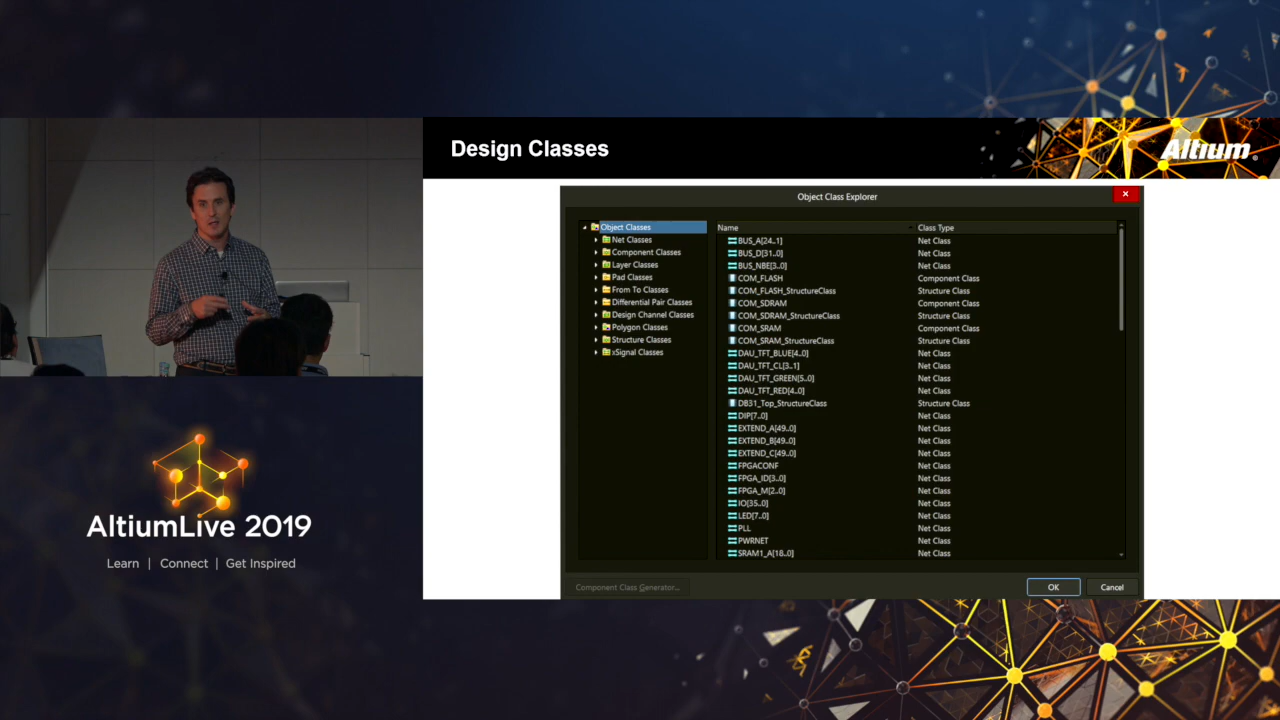 Design Classes
Altium®
Object Class Explorer
Object Classes
Net Classes
Component Classes
Layer Classes
Pad Classes
From To Classes
Differential Pair Classes
Design Channel Classes
Polygon Classes
Structure Classes
xSignal Classes
Name Class Type
BUS_A[24..1] Net Class
BUS_D[31..0] Net Class
BUS_NBE[3..0] Net Class
COM_FLASH Component Class
COM_FLASH_StructureClass Structure Class
COM_SDRAM Component Class
COM_SDRAM_StructureClass Structure Class
COM_SRAM Component Class
COM_SRAM_StructureClass Structure Class
DAU_TFT_BLUE[4..0] Net Class
DAU_TFT_CL[3..1] Net Class
DAU_TFT_GREEN[5..0] Net Class
DAU_TFT_RED[4..0] Net Class
DB31_Top_StructureClass Structure Class
DIP[7..0] Net Class
EXTEND_A[49..0] Net Class
EXTEND_B[49..0] Net Class
EXTEND_C[49..0] Net Class
FPGACONF Net Class
FPGA_ID[3..0] Net Class
FPGA_M[2..0] Net Class
IO[35..0] Net Class
LED[7..0] Net Class
PLL Net Class
PWRNET Net Class
SRAM1_A[18..0] Net Class
Component Class Generator...
OK Cancel
AltiumLive 2019
Learn | Connect | Get Inspired